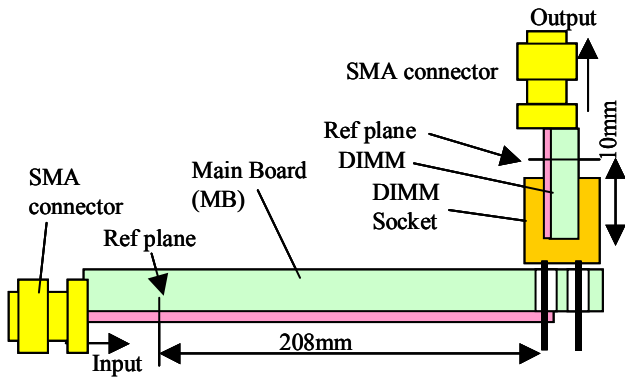 Output
SMA connector
Ref plane
DIMM
10mm
DIMM
Socket
Main Board
(MB)
SMA
connector
Ref plane
208mm
Input